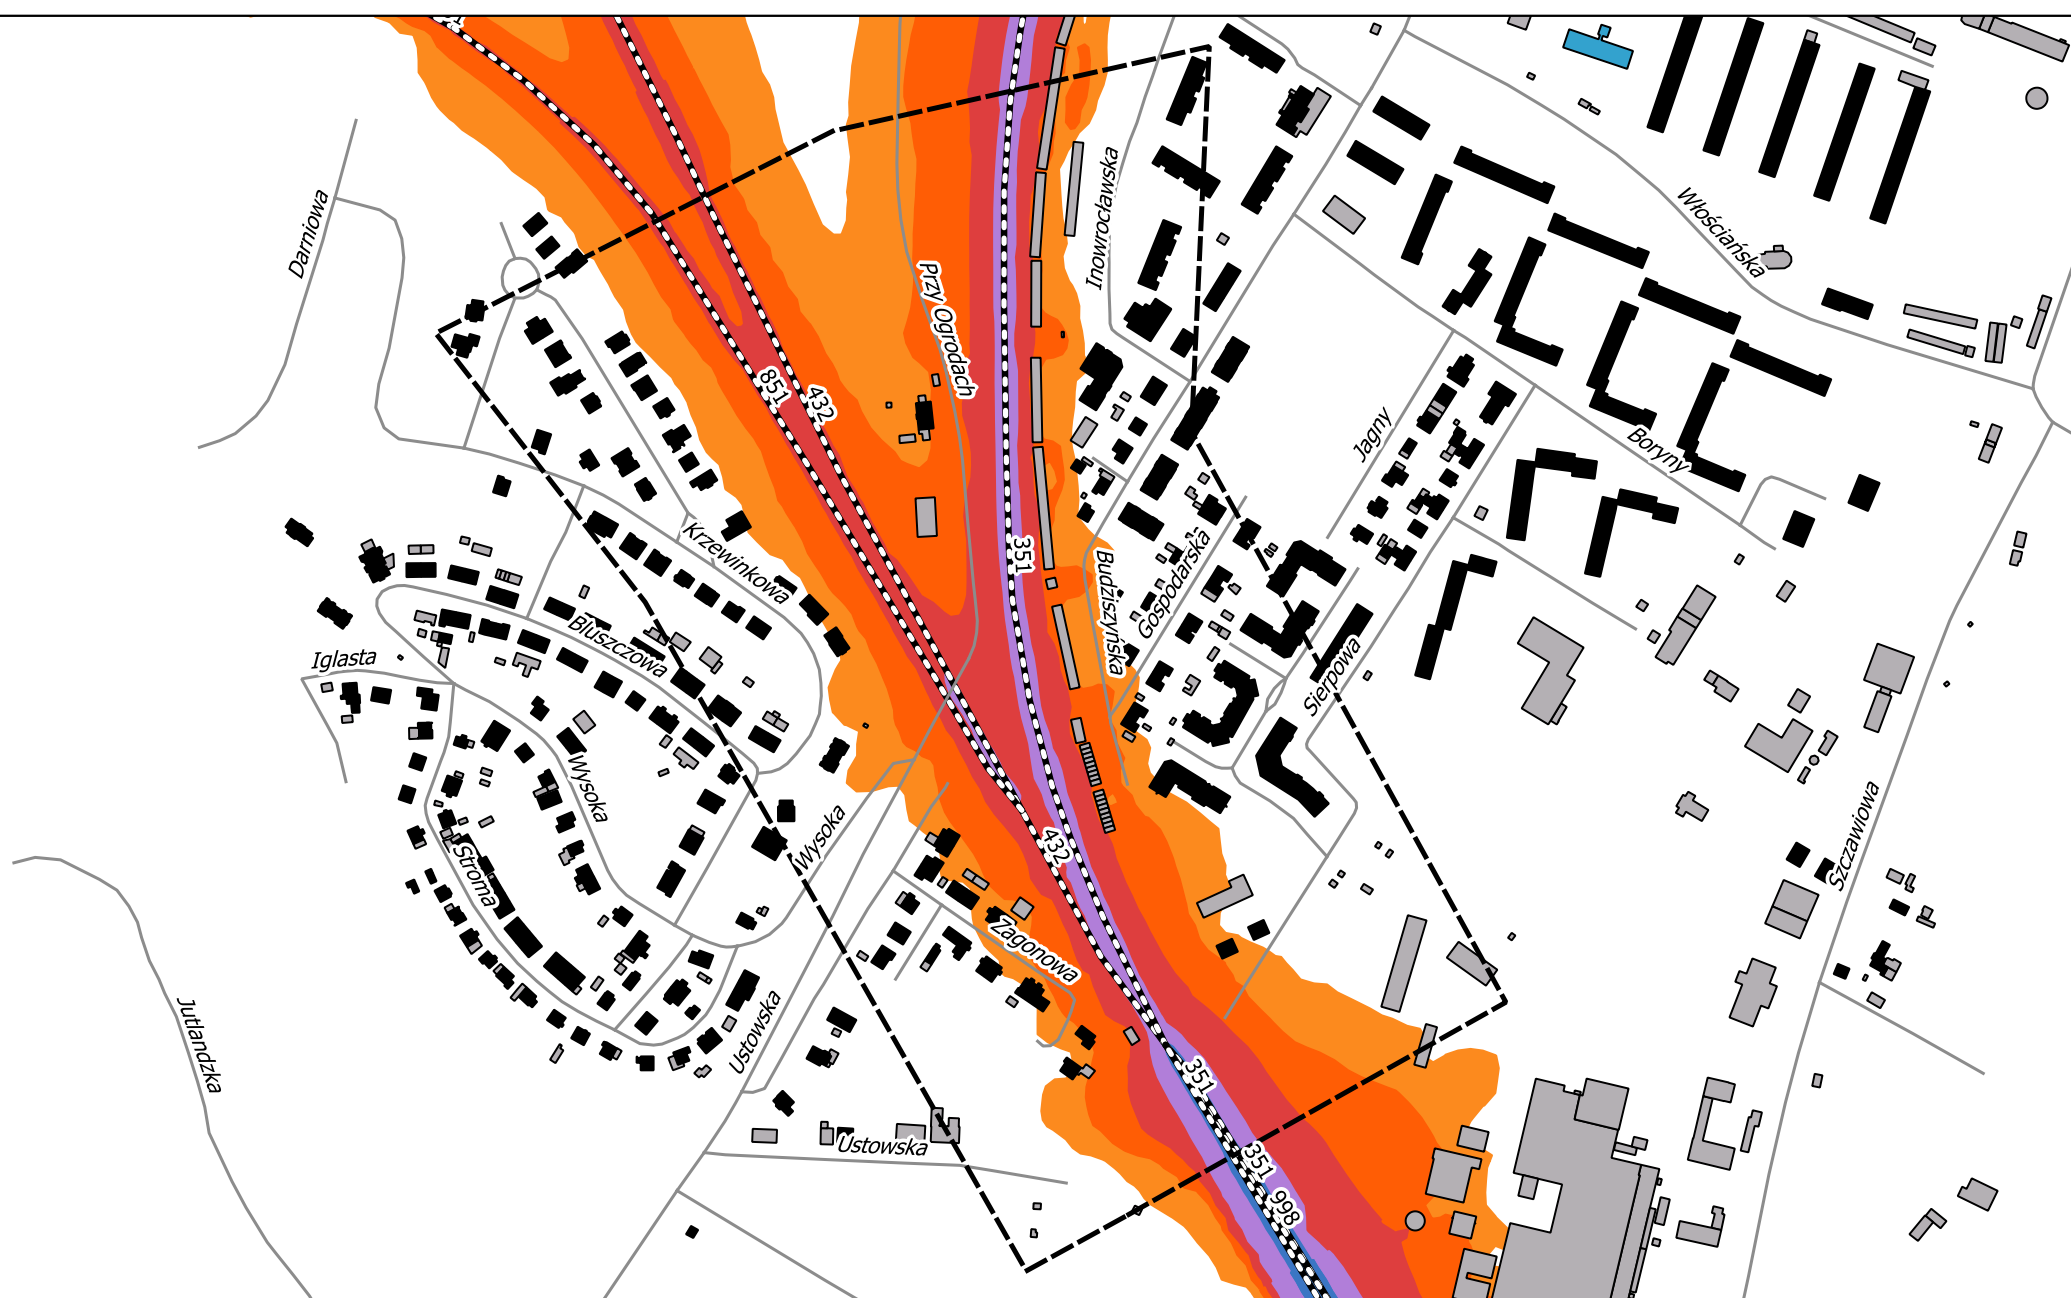 Darniowa
Inowrocławska
Włościańska
Przy Ogrodach
851
432
Jagny
Boryny
351
Krzewinkowa
Budziszyńska
Gospodarska
Bluszczowa
Iglasta
Sierpowa
Wysoka
Wysoka
Stroma
432
Szczawiowa
Zagonowa
Jutlandzka
Ustowska
351
Ustowska
351
998